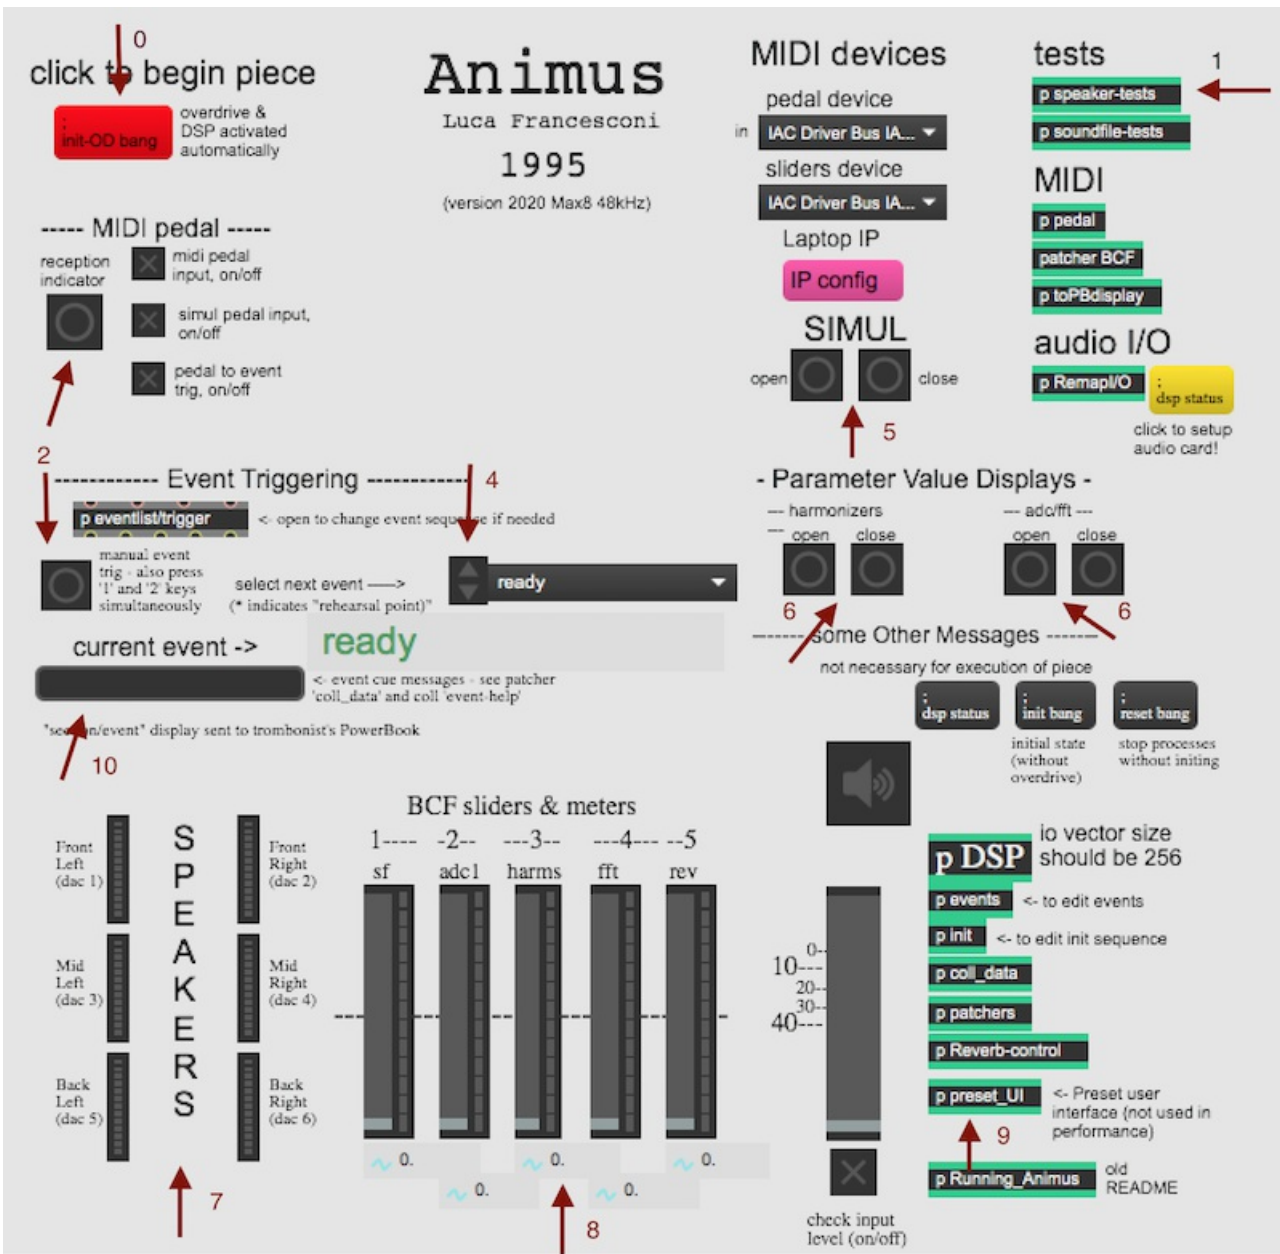 0
click to begin piece
;
init-OD bang
overdrive &
DSP activated
automatically
Animus
Luca Francesconi
1995
(version 2020 Max8 48kHz)
MIDI devices
pedal device
in
IAC Driver Bus IA...
sliders device
IAC Driver Bus IA...
Laptop IP
IP config
SIMUL
open
close
5
tests
1
p speaker-tests
p soundfile-tests
MIDI
p pedal
patcher BCF
p toPBdisplay
audio I/O
p RemapI/O
;
dsp status
click to setup
audio card!
----- MIDI pedal -----
reception
indicator
midi pedal
input, on/off
simul pedal input,
on/off
pedal to event
trig, on/off
2
------------ Event Triggering ------------
4
p eventlist/trigger
<- open to change event sequence if needed
manual event
trig - also press
'1' and '2' keys
simultaneously
select next event ---->
(* indicates "rehearsal point)"
ready
current event ->
ready
<- event cue messages - see patcher
'coll_data' and coll 'event-help'
"section/event" display sent to trombonist's PowerBook
10
- Parameter Value Displays -
--- harmonizers
---
open
close
--- adc/fft ---
open
close
6
6
------- some Other Messages ------
not necessary for execution of piece
;
dsp status
;
init bang
;
reset bang
initial state
(without
overdrive)
stop processes
without initing
Front
Left
(dac 1)
Mid
Left
(dac 3)
Back
Left
(dac 5)
S
P
E
A
K
E
R
S
Front
Right
(dac 2)
Mid
Right
(dac 4)
Back
Right
(dac 6)
7
BCF sliders & meters
1---- -2-- ---3-- ---4---- --5
sf adc1 harms fft rev
0.
0.
0.
0.
0.
8
0-
10---
20--
30--
40---
check input
level (on/off)
p DSP
io vector size
should be 256
p events
<- to edit events
p init
<- to edit init sequence
p coll_data
p patchers
p Reverb-control
p preset_UI
<- Preset user
interface (not used in
performance)
9
p Running_Animus
old
README